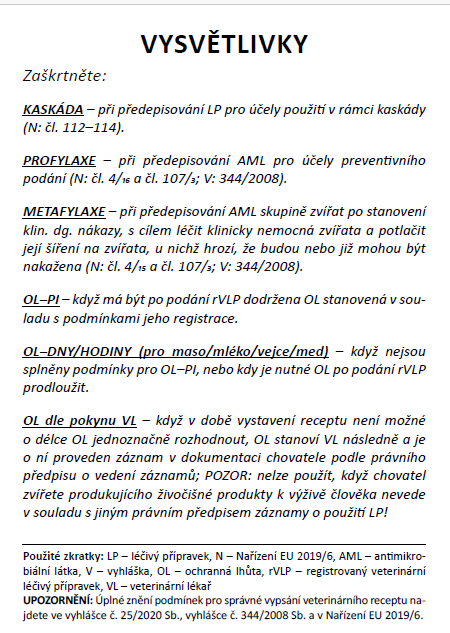 VYSVĚTLIVKY
Zaškrtněte:
KASKÁDA – při předepisování LP pro účely použití v rámci kaskády
(N: čl. 112–114).
PROFYLAXE – při předepisování AML pro účely preventivního
podání (N: čl. 4/₁₆ a čl. 107/₃; V: 344/2008).
METAFYLAXE – při předepisování AML skupině zvířat po stanovení
klin. dg. nákazy, s cílem léčit klinicky nemocná zvířata a potlačit
její šíření na zvířata, u nichž hrozí, že budou nebo již mohou být
nakažena (N: čl. 4/₁₅ a čl. 107/₃; V: 344/2008).
OL–PI – když má být po podání rVLP dodržena OL stanovená v sou-
ladu s podmínkami jeho registrace.
OL–DNY/HODINY (pro maso/mléko/vejce/med) – když nejsou
splněny podmínky pro OL–PI, nebo kdy je nutné OL po podání rVLP
prodloužit.
OL dle pokynu VL – když v době vystavení receptu není možné
o délce OL jednoznačně rozhodnout, OL stanoví VL následně a je
o ní proveden záznam v dokumentaci chovatele podle právního
předpisu o vedení záznamů; POZOR: nelze použít, když chovatel
zvířete produkujícího živočišné produkty k výživě člověka nevede
v souladu s jiným právním předpisem záznamy o použití LP!
Použité zkratky: LP – léčivý přípravek, N – Nařízení EU 2019/6, AML – antimikro-
biální látka, V – vyhláška, OL – ochranná lhůta, rVLP – registrovaný veterinární
léčivý přípravek, VL – veterinární lékař
UPOZORNĚNÍ: Úplné znění podmínek pro správné vypsání veterinárního receptu na-
jdete ve vyhlášce č. 25/2020 Sb., vyhlášce č. 344/2008 Sb. a v Nařízení EU 2019/6.